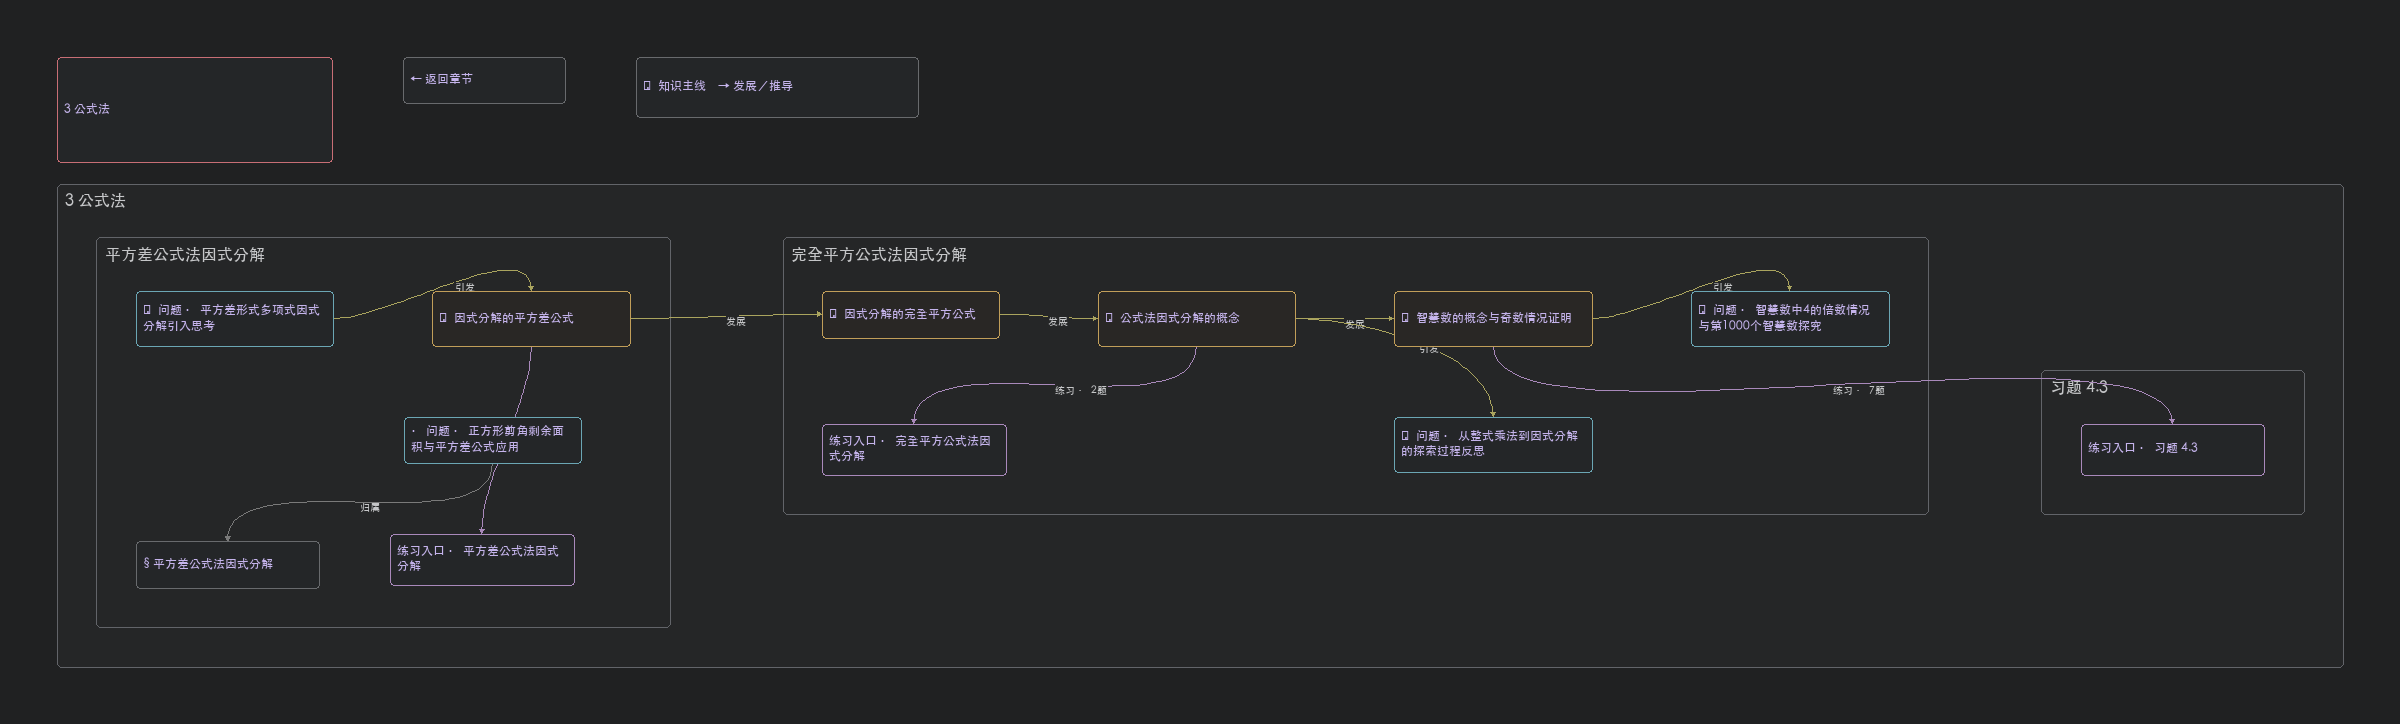 3 公式法
← 返回章节
知识主线 → 发展／推导
3 公式法
平方差公式法因式分解
问题 · 平方差形式多项式因式
分解引入思考
引发
因式分解的平方差公式
发展
· 问题 · 正方形剪角剩余面
积与平方差公式应用
归属
§ 平方差公式法因式分解
练习入口 · 平方差公式法因式
分解
完全平方公式法因式分解
因式分解的完全平方公式
发展
公式法因式分解的概念
发展
智慧数的概念与奇数情况证明
引发
问题 · 智慧数中4的倍数情况
与第1000个智慧数探究
引发
练习 · 2题
练习 · 7题
练习入口 · 完全平方公式法因
式分解
问题 · 从整式乘法到因式分解
的探索过程反思
习题 4.3
练习入口 · 习题 4.3